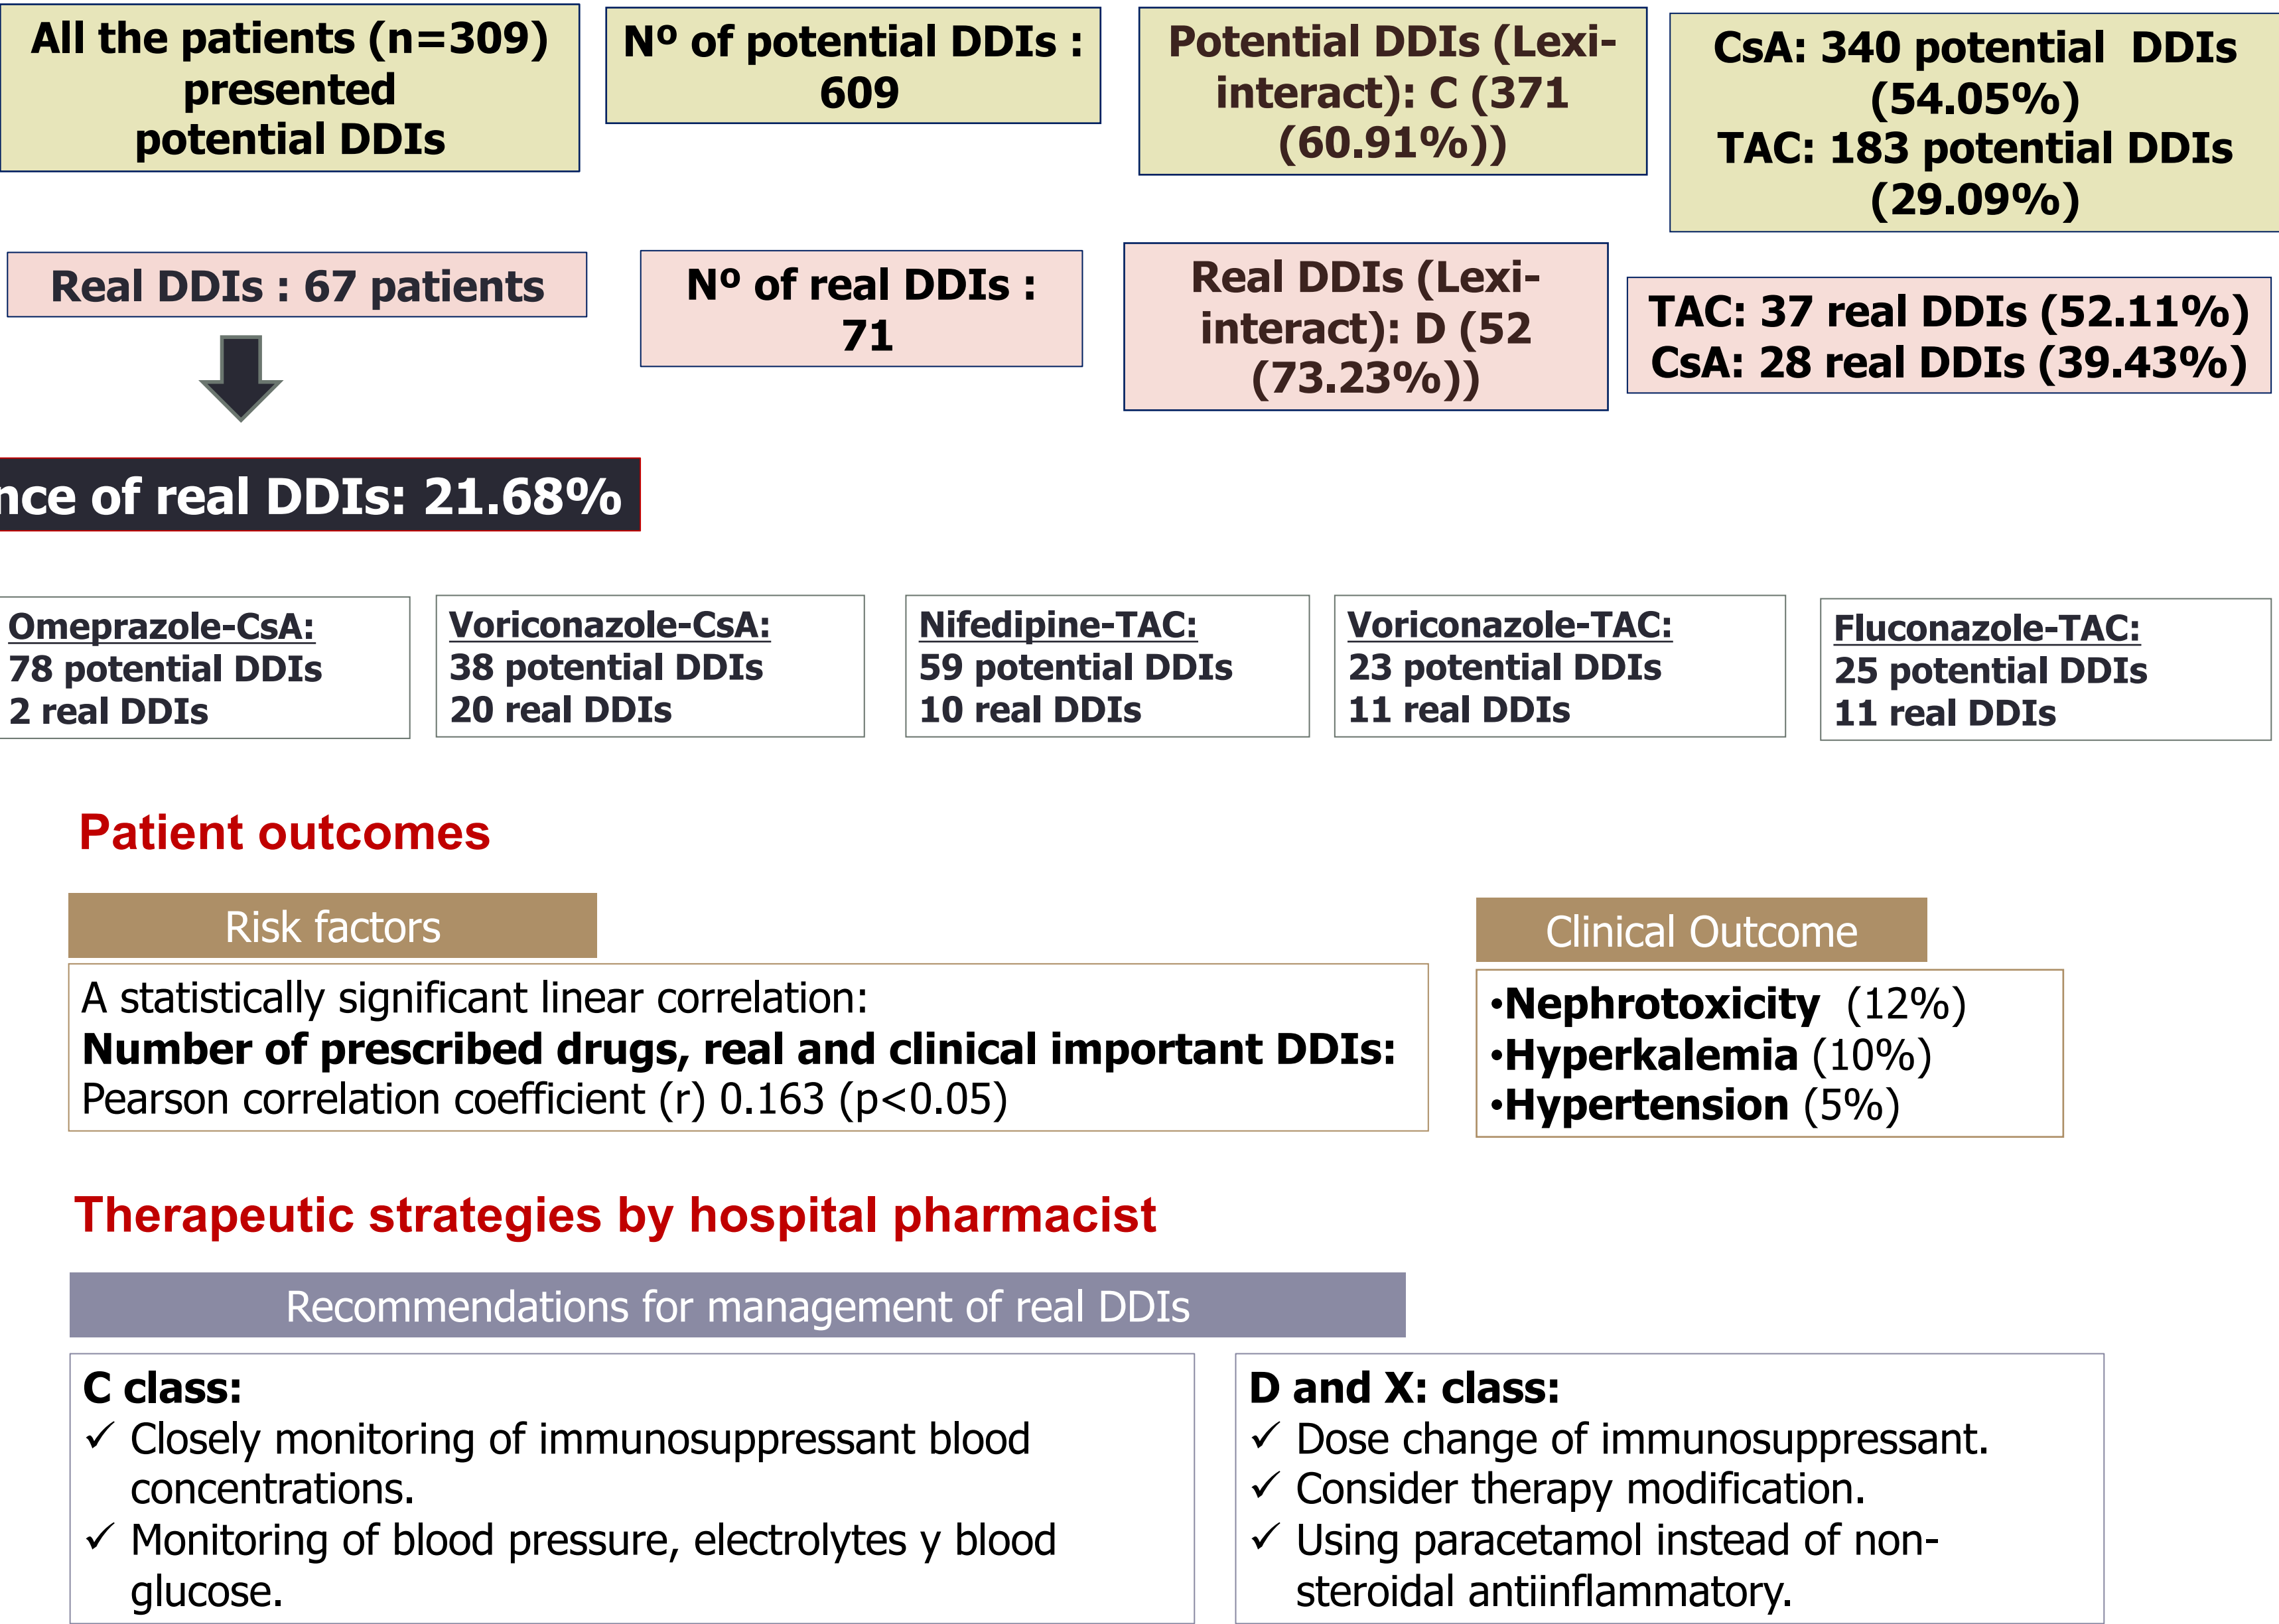 All the patients (n=309)
presented
potential DDIs
Nº of potential DDIs :
609
Potential DDIs (Lexi-
interact): C (371
(60.91%))
CsA: 340 potential DDIs
(54.05%)
TAC: 183 potential DDIs
(29.09%)
Real DDIs : 67 patients
Nº of real DDIs :
71
Real DDIs (Lexi-
interact): D (52
(73.23%))
TAC: 37 real DDIs (52.11%)
CsA: 28 real DDIs (39.43%)
nce of real DDIs: 21.68%
Omeprazole-CsA:
78 potential DDIs
2 real DDIs
Voriconazole-CsA:
38 potential DDIs
20 real DDIs
Nifedipine-TAC:
59 potential DDIs
10 real DDIs
Voriconazole-TAC:
23 potential DDIs
11 real DDIs
Fluconazole-TAC:
25 potential DDIs
11 real DDIs
Patient outcomes
Risk factors
A statistically significant linear correlation:
Number of prescribed drugs, real and clinical important DDIs:
Pearson correlation coefficient (r) 0.163 (p<0.05)
Clinical Outcome
•Nephrotoxicity (12%)
•Hyperkalemia (10%)
•Hypertension (5%)
Therapeutic strategies by hospital pharmacist
Recommendations for management of real DDIs
C class:
✓ Closely monitoring of immunosuppressant blood
concentrations.
✓ Monitoring of blood pressure, electrolytes y blood
glucose.
D and X: class:
✓ Dose change of immunosuppressant.
✓ Consider therapy modification.
✓ Using paracetamol instead of non-
steroidal antiinflammatory.